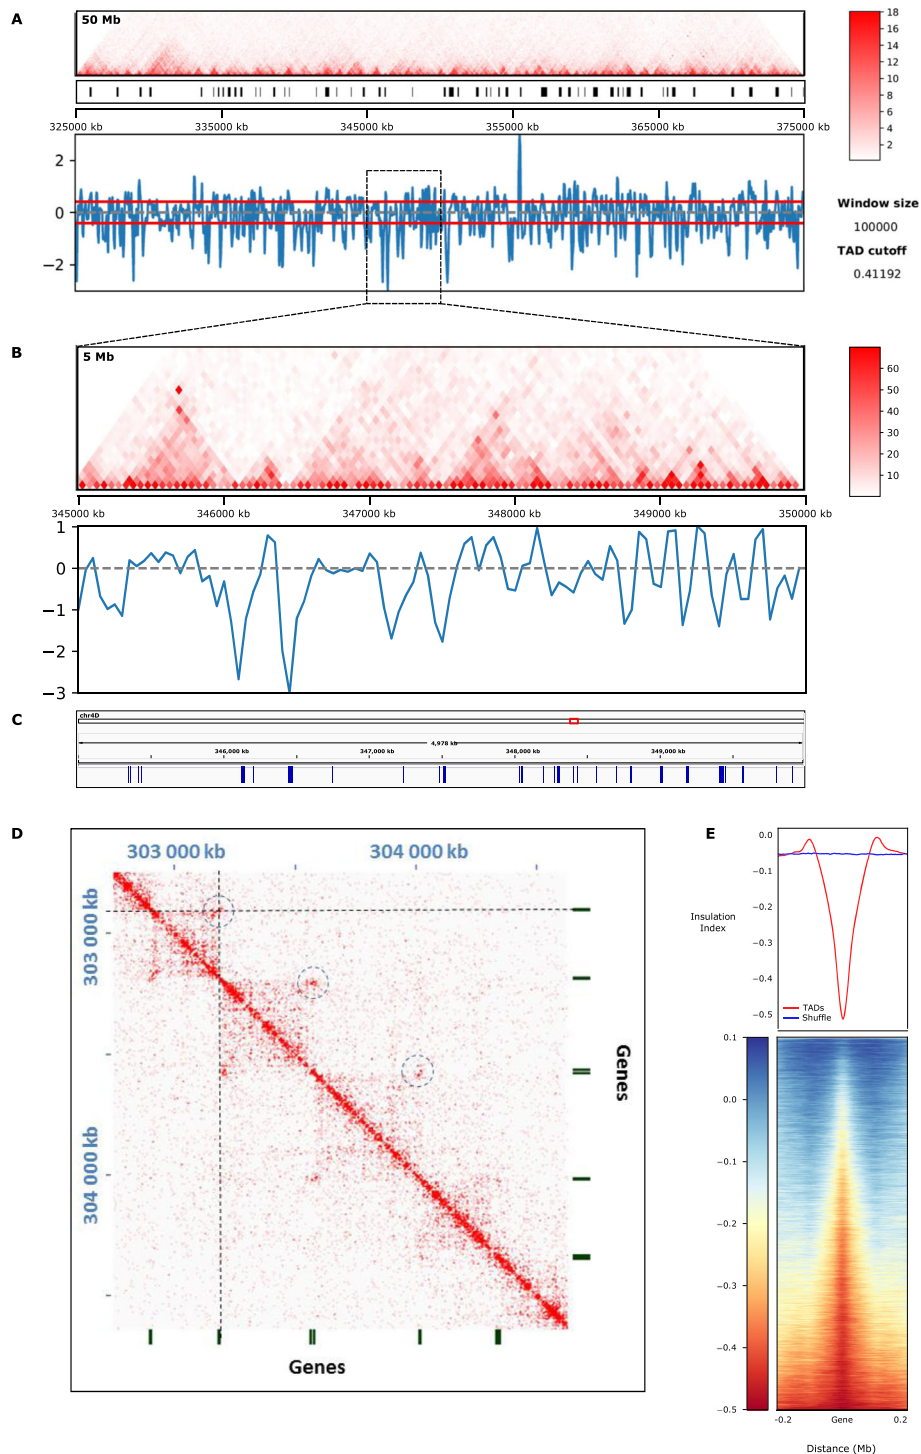 A
50 Mb
18
16
14
12
10
8
6
4
2
325000 kb 335000 kb 345000 kb 355000 kb 365000 kb 375000 kb
2
0
−2
Window size
100000
TAD cutoff
0.41192
B
5 Mb
60
50
40
30
20
10
345000 kb 346000 kb 347000 kb 348000 kb 349000 kb 350000 kb
1
0
−1
−2
−3
C
chr4D
4,978 kb
346,000 kb 347,000 kb 348,000 kb 349,000 kb
D
303 000 kb 304 000 kb
303 000 kb
304 000 kb
Genes
Genes
E
0.0
−0.1
−0.2
−0.3
−0.4
−0.5
Insulation
Index
TADs
Shuffle
0.1
0.0
−0.1
−0.2
−0.3
−0.4
−0.5
-0.2 Gene 0.2
Distance (Mb)